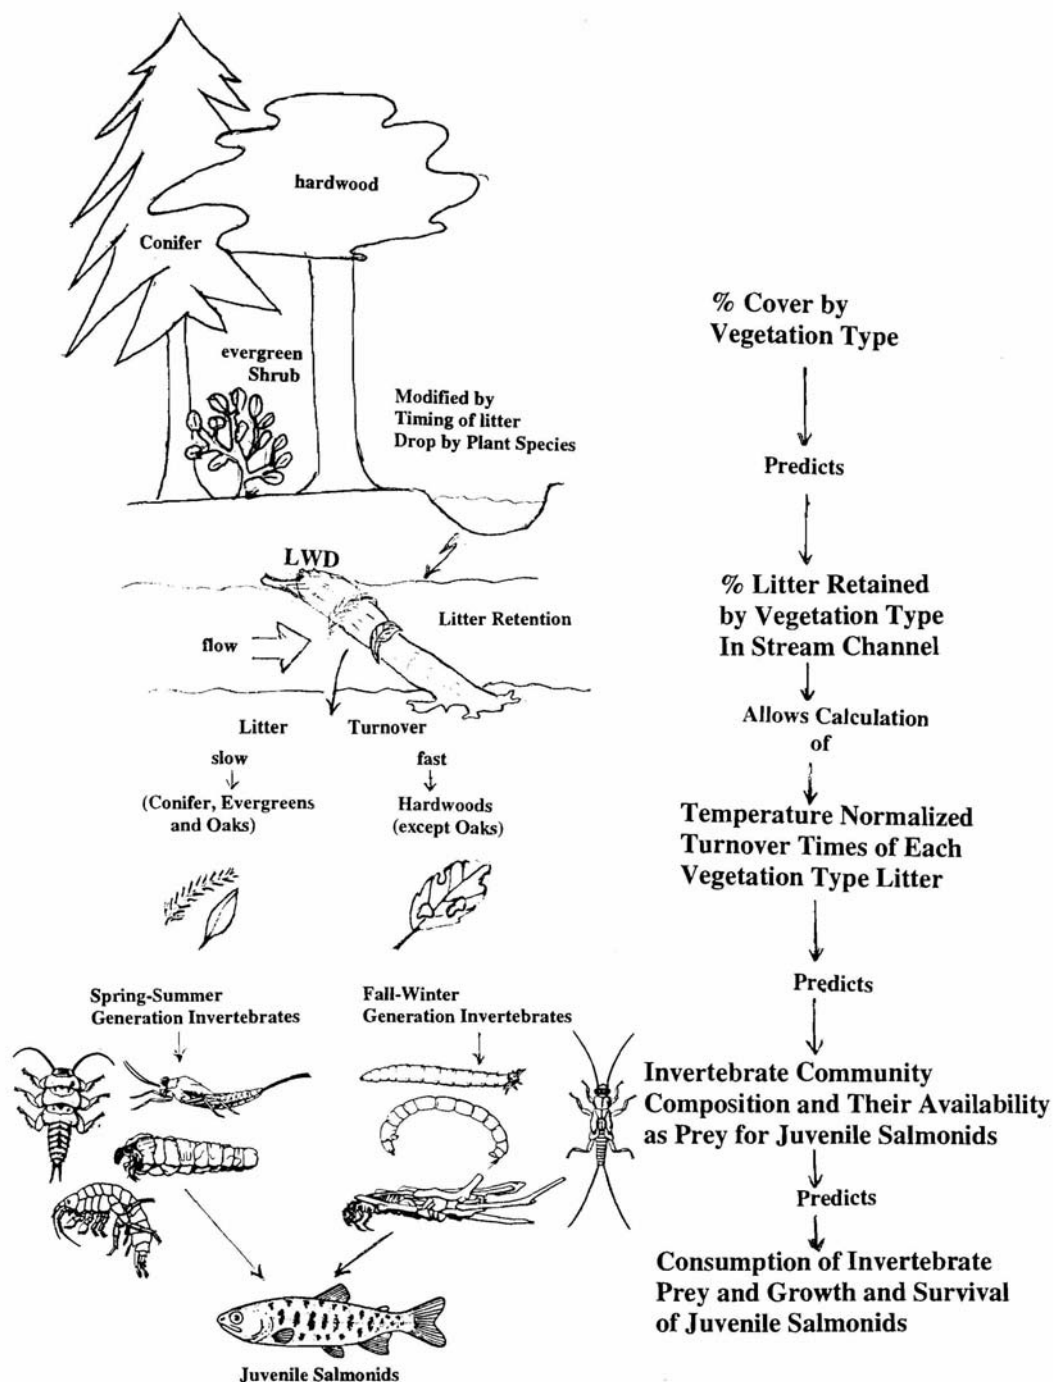 hardwood
Conifer
evergreen
Shrub
Modified by
Timing of litter
Drop by Plant Species
LWD
Litter Retention
flow
Litter Turnover
slow
fast
(Conifer, Evergreens
and Oaks)
Hardwoods
(except Oaks)
Spring-Summer
Generation Invertebrates
Fall-Winter
Generation Invertebrates
Juvenile Salmonids
% Cover by
Vegetation Type
Predicts
% Litter Retained
by Vegetation Type
In Stream Channel
Allows Calculation
of
Temperature Normalized
Turnover Times of Each
Vegetation Type Litter
Predicts
Invertebrate Community
Composition and Their Availability
as Prey for Juvenile Salmonids
Predicts
Consumption of Invertebrate
Prey and Growth and Survival
of Juvenile Salmonids